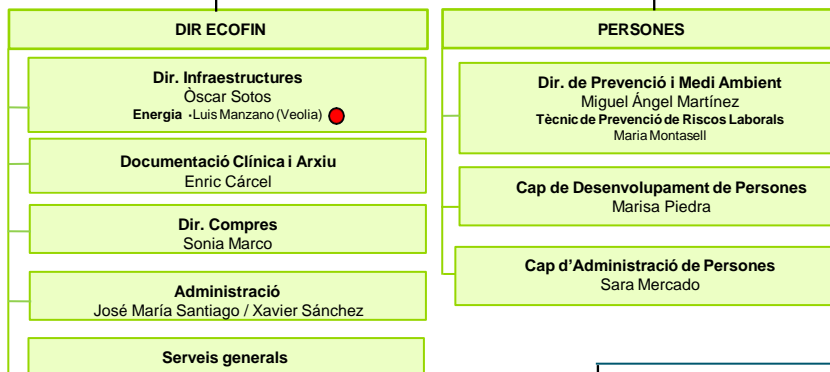 DIR ECOFIN
Dir. Infraestructures
Òscar Sotos
Energia •Luis Manzano (Veolia)
Documentació Clínica i Arxiu
Enric Cárcel
Dir. Compres
Sonia Marco
Administració
José María Santiago / Xavier Sánchez
Serveis generals
PERSONES
Dir. de Prevenció i Medi Ambient
Miguel Ángel Martínez
Tècnic de Prevenció de Riscos Laborals
Maria Montasell
Cap de Desenvolupament de Persones
Marisa Piedra
Cap d’Administració de Persones
Sara Mercado